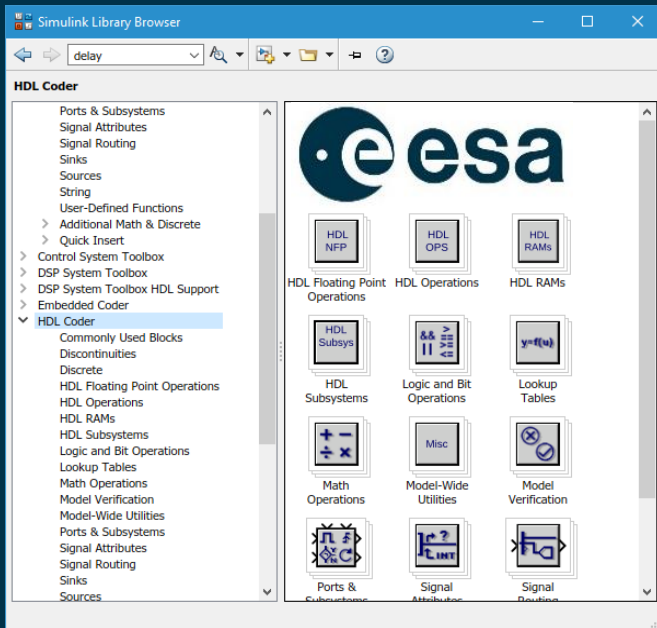 Simulink Library Browser
delay
HDL Coder
Ports & Subsystems
Signal Attributes
Signal Routing
Sinks
Sources
String
User-Defined Functions
Additional Math & Discrete
Quick Insert
Control System Toolbox
DSP System Toolbox
DSP System Toolbox HDL Support
Embedded Coder
HDL Coder
Commonly Used Blocks
Discontinuities
Discrete
HDL Floating Point Operations
HDL Operations
HDL RAMs
HDL Subsystems
Logic and Bit Operations
Lookup Tables
Math Operations
Model Verification
Model-Wide Utilities
Ports & Subsystems
Signal Attributes
Signal Routing
Sinks
Sources
esa
HDL
NFP
HDL Floating Point
Operations
HDL
OPS
HDL Operations
HDL
RAMs
HDL RAMs
HDL
Subsys
HDL
Subsystems
&& >
|| ==
>=
<=
Logic and Bit
Operations
y=f(u)
Lookup
Tables
+ −
÷ ×
Math
Operations
Misc
Model-Wide
Utilities
Model
Verification
Ports &
Subsystems
?
INT
Signal
Attributes
Signal
Routing